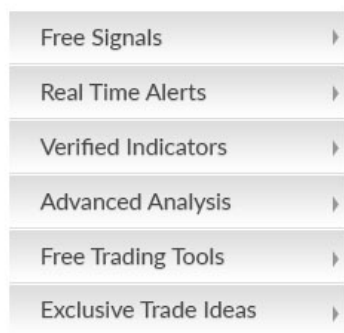 Free Signals
Real Time Alerts
Verified Indicators
Advanced Analysis
Free Trading Tools
Exclusive Trade Ideas